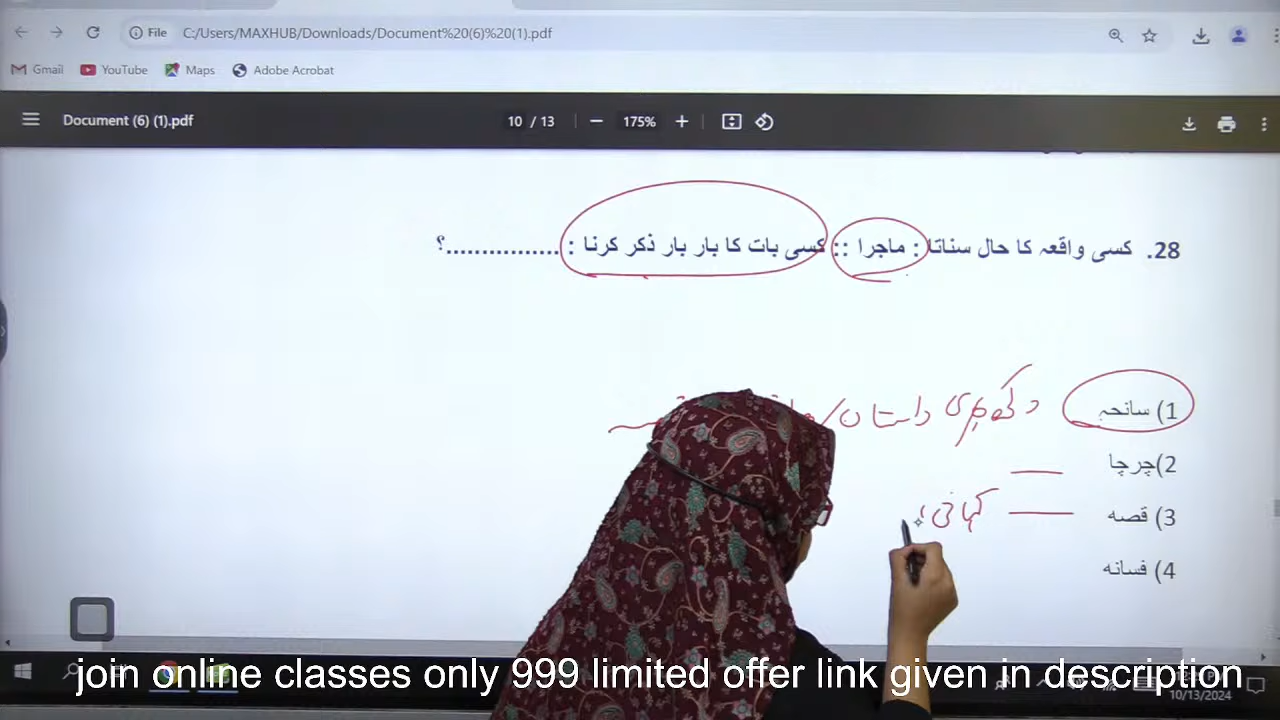 File C:/Users/MAXHUB/Downloads/Document%20(6)%20(1).pdf
Gmail YouTube Maps Adobe Acrobat
Document (6) (1).pdf 10 / 13 175%
28. کسی واقعہ کا حال سناتا : ماجرا :: کسی بات کا بار بار ذکر کرنا : ................؟
1) سانحہ دکھ بھری داستان /
2)چرچا
3) قصہ کہانی،
4) فسانہ
join online classes only 999 limited offer link given in description
10/13/2024